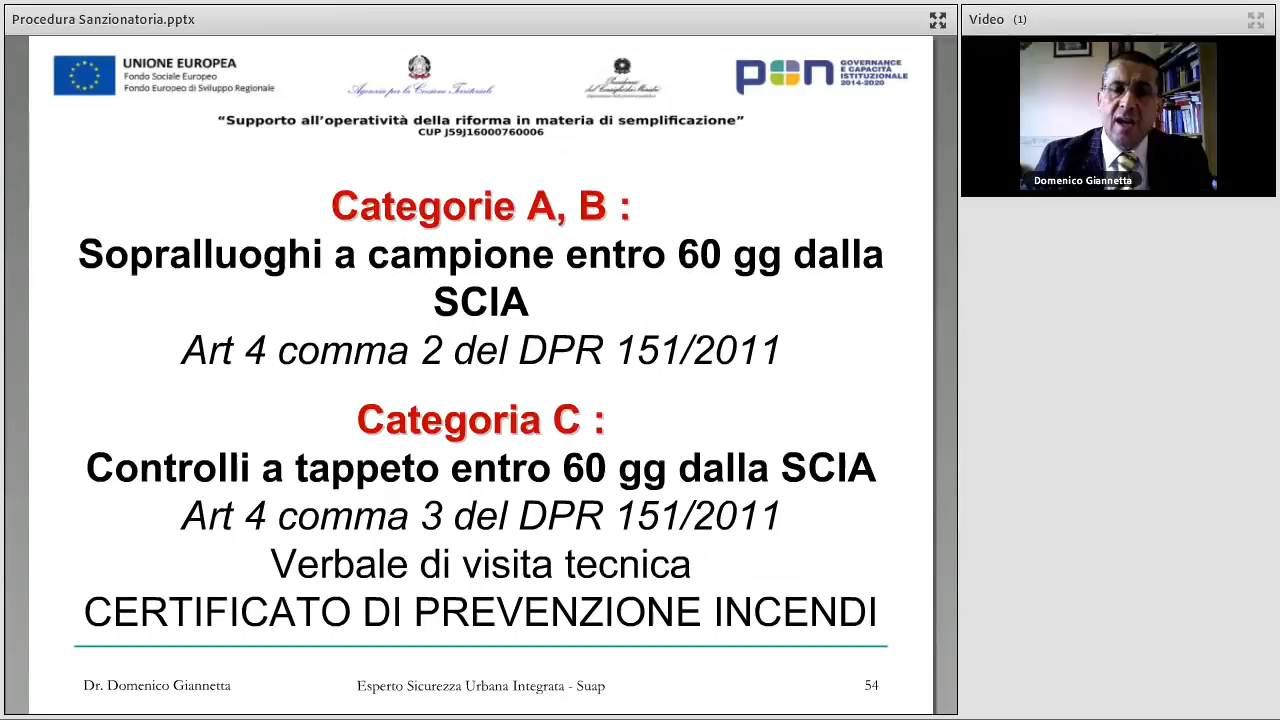 Procedura Sanzionatoria.pptx
Video (1)
UNIONE EUROPEA
Fondo Sociale Europeo
Fondo Europeo di Sviluppo Regionale
Agenzia per la Coesione Territoriale
Presidenza
del Consiglio dei Ministri
pon GOVERNANCE
E CAPACITÀ
ISTITUZIONALE
2014-2020
“Supporto all’operatività della riforma in materia di semplificazione”
CUP J59J16000760006
Domenico Giannetta
Categorie A, B :
Sopralluoghi a campione entro 60 gg dalla
SCIA
Art 4 comma 2 del DPR 151/2011
Categoria C :
Controlli a tappeto entro 60 gg dalla SCIA
Art 4 comma 3 del DPR 151/2011
Verbale di visita tecnica
CERTIFICATO DI PREVENZIONE INCENDI
Dr. Domenico Giannetta
Esperto Sicurezza Urbana Integrata - Suap
54